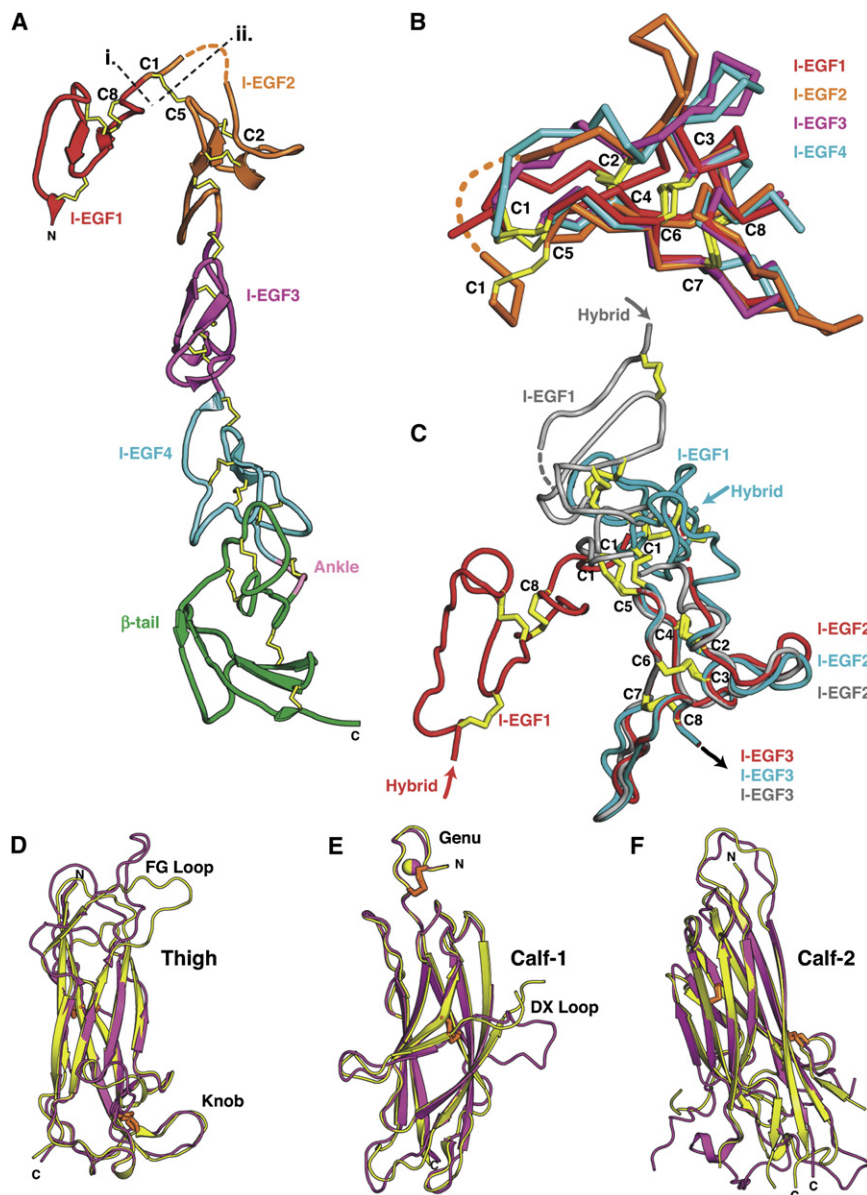 A
i.
C1
ii.
C8
C5
I-EGF2
C2
N
I-EGF1
I-EGF3
I-EGF4
Ankle
β-tail
C
B
I-EGF1
I-EGF2
I-EGF3
I-EGF4
C3
C2
C4
C1
C5
C6
C8
C1
C7
Hybrid
I-EGF1
C
I-EGF1
Hybrid
C1
C1
C1
C8
C5
C4
C2
C6
C3
C7
C8
I-EGF2
I-EGF2
I-EGF2
I-EGF1
Hybrid
I-EGF3
I-EGF3
I-EGF3
D
N
FG Loop
Thigh
Knob
C
E
Genu
N
Calf-1
DX Loop
C
F
N
Calf-2
C
C